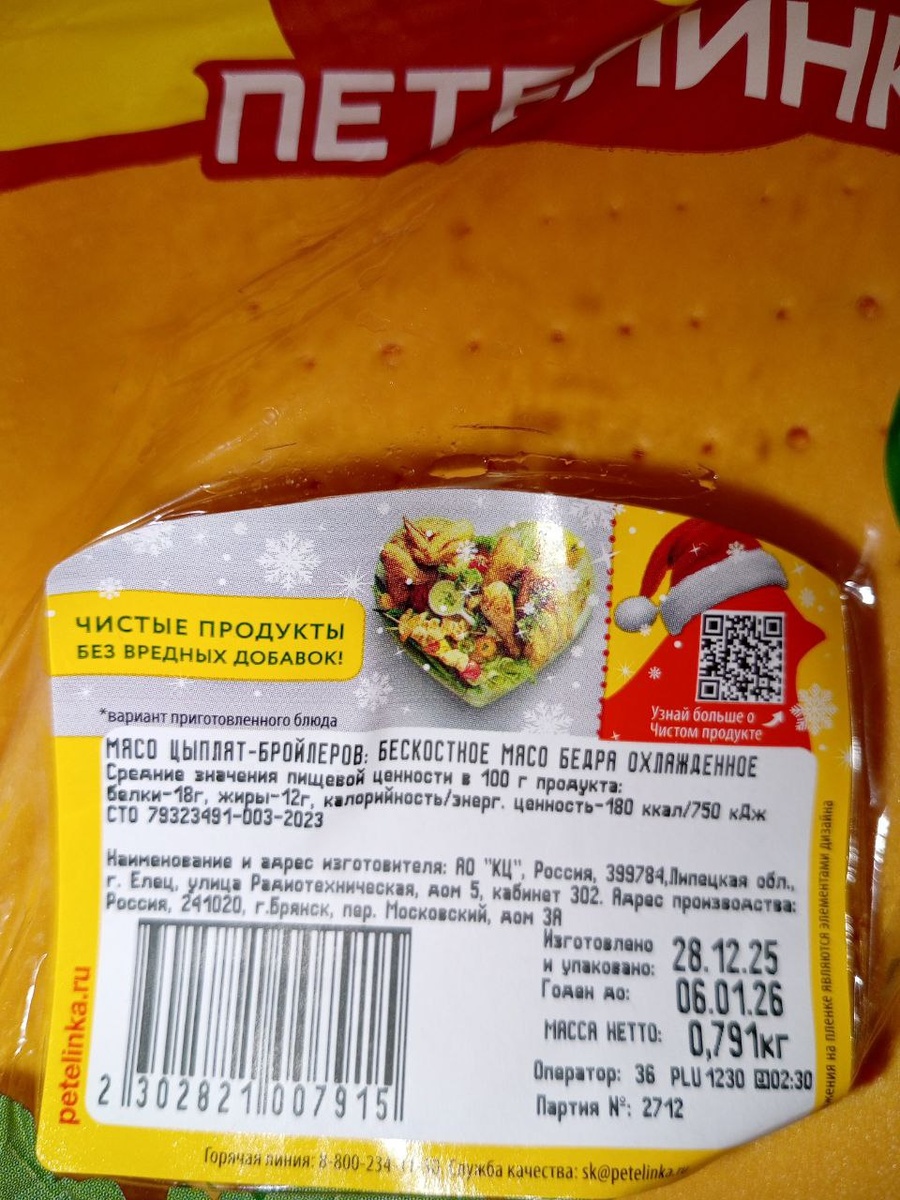 ПЕТЕЛИНК
ЧИСТЫЕ ПРОДУКТЫ
БЕЗ ВРЕДНЫХ ДОБАВОК!
*вариант приготовленного блюда
Узнай больше о
Чистом продукте
МЯСО ЦЫПЛЯТ-БРОЙЛЕРОВ: БЕСКОСТНОЕ МЯСО БЕДРА ОХЛАЖДЕННОЕ
Средние значения пищевой ценности в 100 г продукта:
белки-18г, жиры-12г, калорийность/энерг. ценность-180 ккал/750 кДж
СТО 79323491-003-2023
Наименование и адрес изготовителя: АО "КЦ", Россия, 399784,Липецкая обл.,
г. Елец, улица Радиотехническая, дом 5, кабинет 302. Адрес производства:
Россия, 241020, г.Брянск, пер. Московский, дом 3А
Изготовлено
и упаковано: 28.12.25
Годен до: 06.01.26
МАССА НЕТТО: 0,791кг
Оператор: 36 PLU 1230 02:30
Партия №: 2712
2 302821 007915
petelinka.ru
Горячая линия: 8-800-234- Служба качества: sk@petelinka.
на пленке являются элементами дизайна